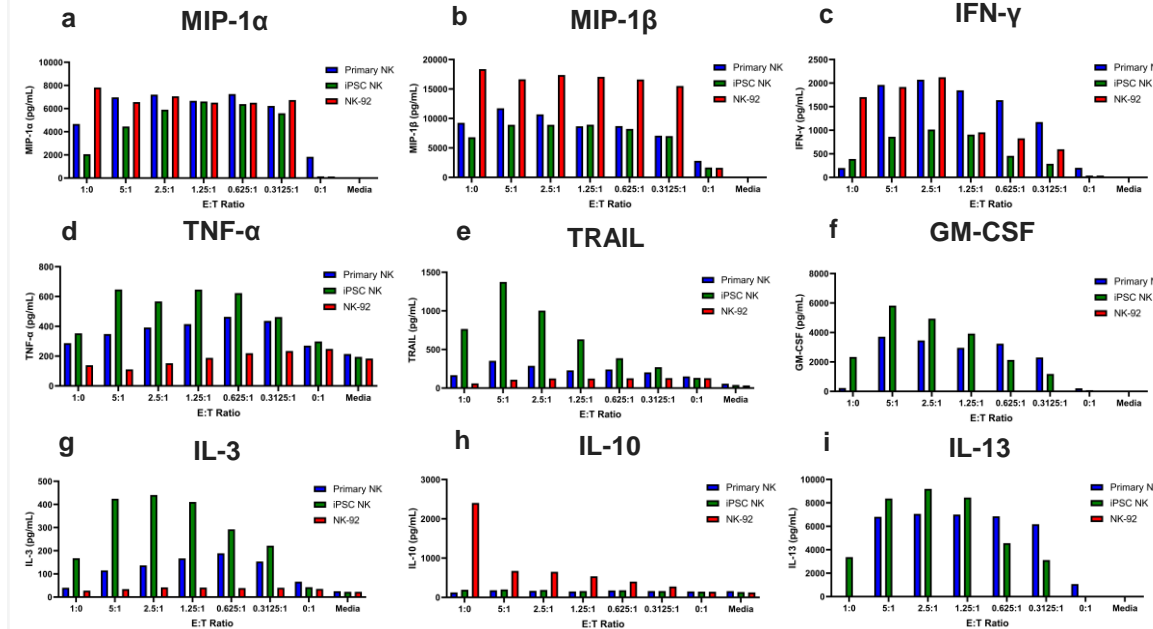 a MIP-1α
MIP-1α (pg/mL)
10000
8000
6000
4000
2000
0
1:0 5:1 2.5:1 1.25:1 0.625:1 0.3125:1 0:1 Media
E:T Ratio
Primary NK
iPSC NK
NK-92
b MIP-1β
MIP-1β (pg/mL)
20000
15000
10000
5000
0
1:0 5:1 2.5:1 1.25:1 0.625:1 0.3125:1 0:1 Media
E:T Ratio
Primary NK
iPSC NK
NK-92
c IFN-γ
IFN-γ (pg/mL)
2500
2000
1500
1000
500
0
1:0 5:1 2.5:1 1.25:1 0.625:1 0.3125:1 0:1 Media
E:T Ratio
Primary N
iPSC NK
NK-92
d TNF-α
TNF-α (pg/mL)
800
600
400
200
0
1:0 5:1 2.5:1 1.25:1 0.625:1 0.3125:1 0:1 Media
E:T Ratio
Primary NK
iPSC NK
NK-92
e TRAIL
TRAIL (pg/mL)
1500
1000
500
0
1:0 5:1 2.5:1 1.25:1 0.625:1 0.3125:1 0:1 Media
E:T Ratio
Primary NK
iPSC NK
NK-92
f GM-CSF
GM-CSF (pg/mL)
8000
6000
4000
2000
0
1:0 5:1 2.5:1 1.25:1 0.625:1 0.3125:1 0:1 Media
E:T Ratio
Primary N
iPSC NK
NK-92
g IL-3
IL-3 (pg/mL)
500
400
300
200
100
0
1:0 5:1 2.5:1 1.25:1 0.625:1 0.3125:1 0:1 Media
E:T Ratio
Primary NK
iPSC NK
NK-92
h IL-10
IL-10 (pg/mL)
3000
2000
1000
0
1:0 5:1 2.5:1 1.25:1 0.625:1 0.3125:1 0:1 Media
E:T Ratio
Primary NK
iPSC NK
NK-92
i IL-13
IL-13 (pg/mL)
10000
8000
6000
4000
2000
0
1:0 5:1 2.5:1 1.25:1 0.625:1 0.3125:1 0:1 Media
E:T Ratio
Primary N
iPSC NK
NK-92